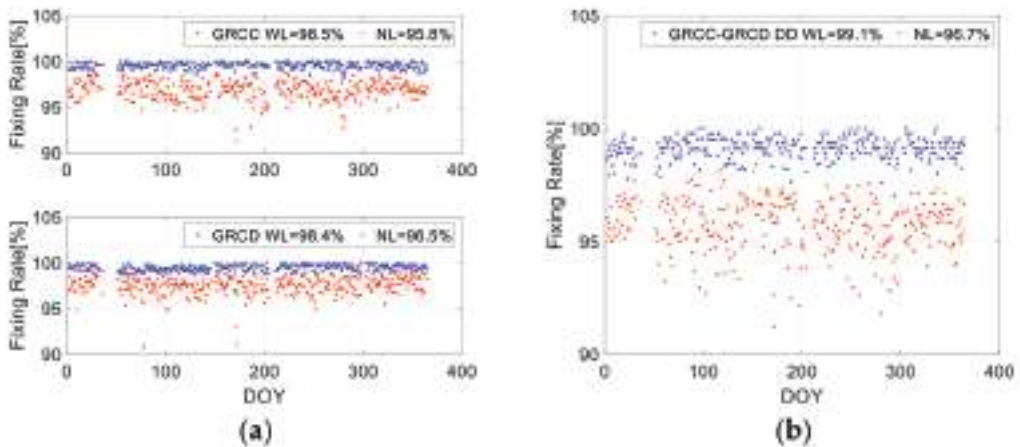 105
GRCC WL=98.5% NL=95.8%
100
95
90
Fixing Rate[%]
0 100 200 300 400
105
GRCD WL=98.4% NL=96.5%
100
95
90
Fixing Rate[%]
0 100 200 300 400
DOY
(a)
105
GRCC-GRCD DD WL=99.1% NL=96.7%
100
95
90
Fixing Rate[%]
0 100 200 300 400
DOY
(b)